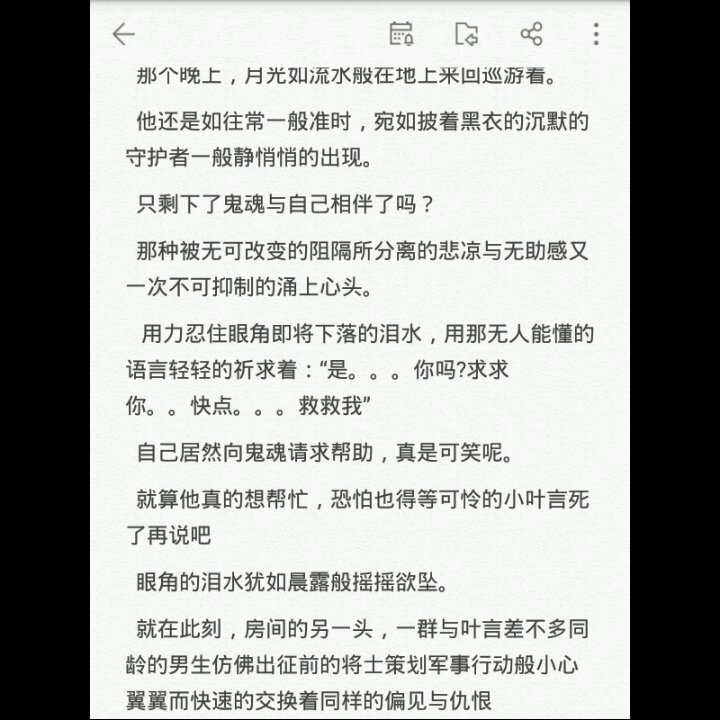 那个晚上，月光如流水般在地上来回巡游着。
他还是如往常一般准时，宛如披着黑衣的沉默的
守护者一般静悄悄的出现。
只剩下了鬼魂与自己相伴了吗？
那种被无可改变的阻隔所分离的悲凉与无助感又
一次不可抑制的涌上心头。
用力忍住眼角即将下落的泪水，用那无人能懂的
语言轻轻的祈求着：“是。。。你吗?求求
你。。快点。。。救救我”
自己居然向鬼魂请求帮助，真是可笑呢。
就算他真的想帮忙，恐怕也得等可怜的小叶言死
了再说吧
眼角的泪水犹如晨露般摇摇欲坠。
就在此刻，房间的另一头，一群与叶言差不多同
龄的男生仿佛出征前的将士策划军事行动般小心
翼翼而快速的交换着同样的偏见与仇恨